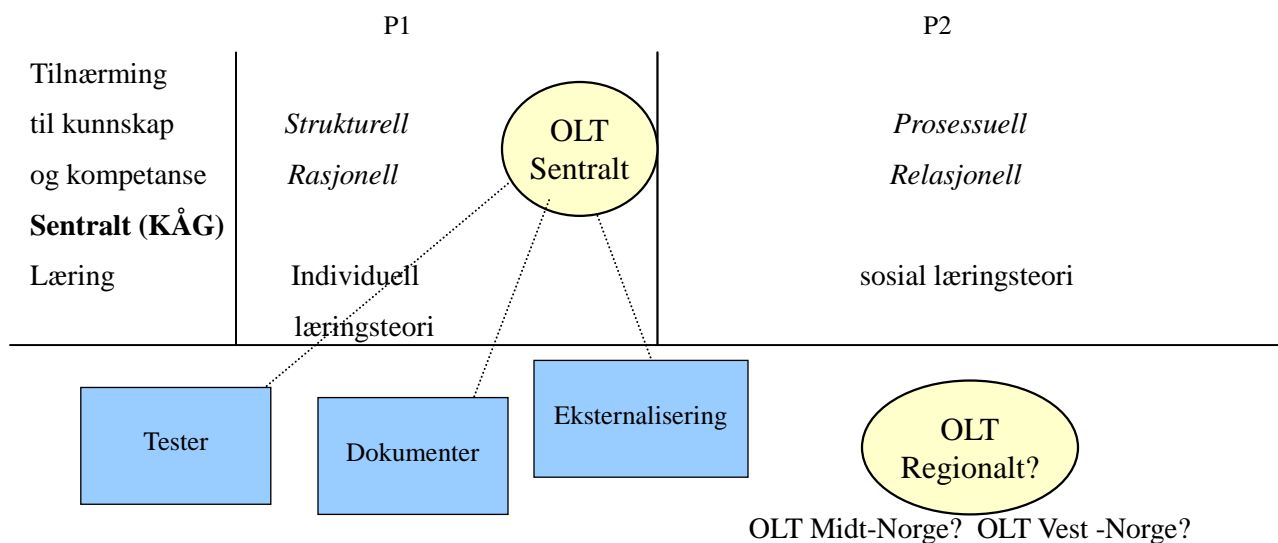 P1
P2
Tilnærming
til kunnskap
og kompetanse
Sentralt (KÅG)
Læring
Strukturell
Rasjonell
Individuell
læringsteori
OLT
Sentralt
Prosessuell
Relasjonell
sosial læringsteori
Tester
Dokumenter
Eksternalisering
OLT
Regionalt?
OLT Midt-Norge? OLT Vest -Norge?